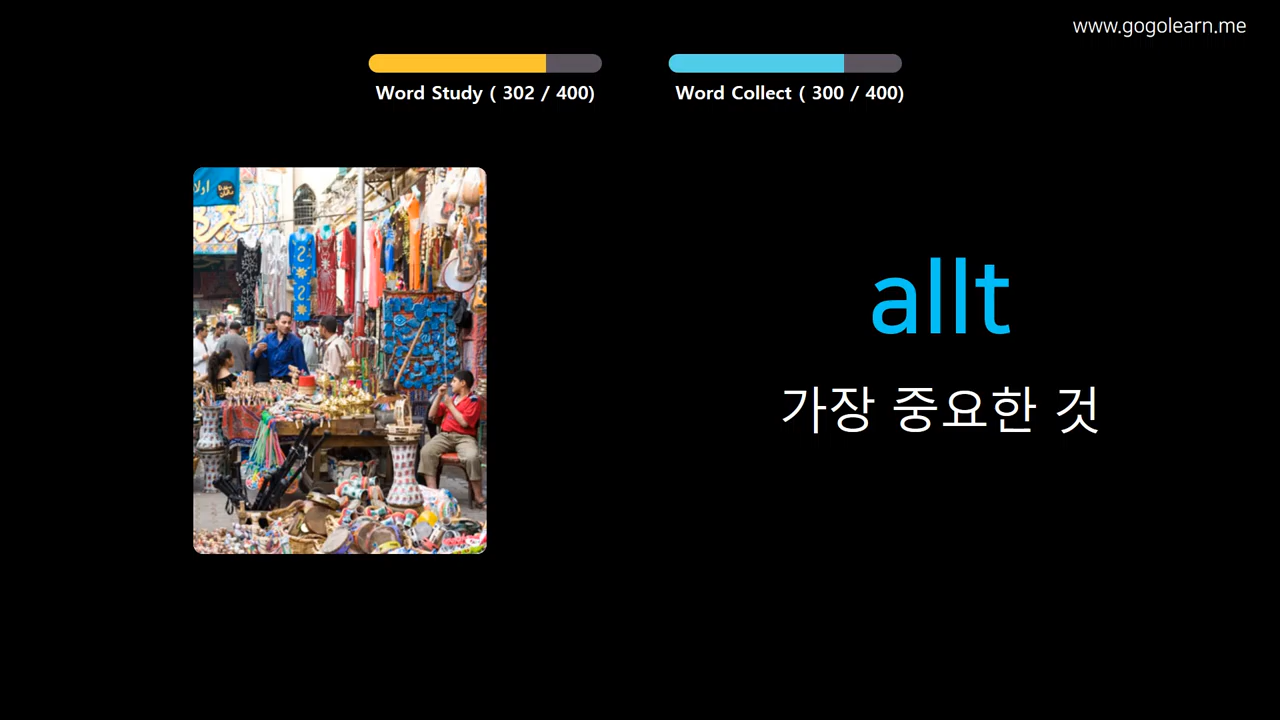 www.gogolearn.me
Word Study ( 302 / 400)
Word Collect ( 300 / 400)
allt
가장 중요한 것